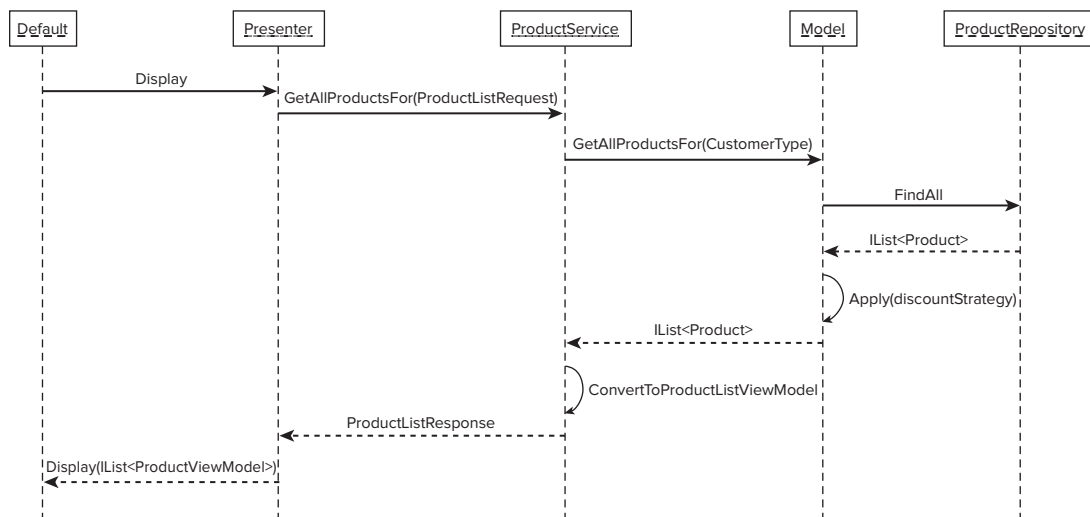 Default
Presenter
ProductService
Model
ProductRepository
Display
GetAllProductsFor(ProductListRequest)
GetAllProductsFor(CustomerType)
FindAll
IList<Product>
Apply(discountStrategy)
IList<Product>
ConvertToProductListViewModel
ProductListResponse
Display(IList<ProductViewModel>)